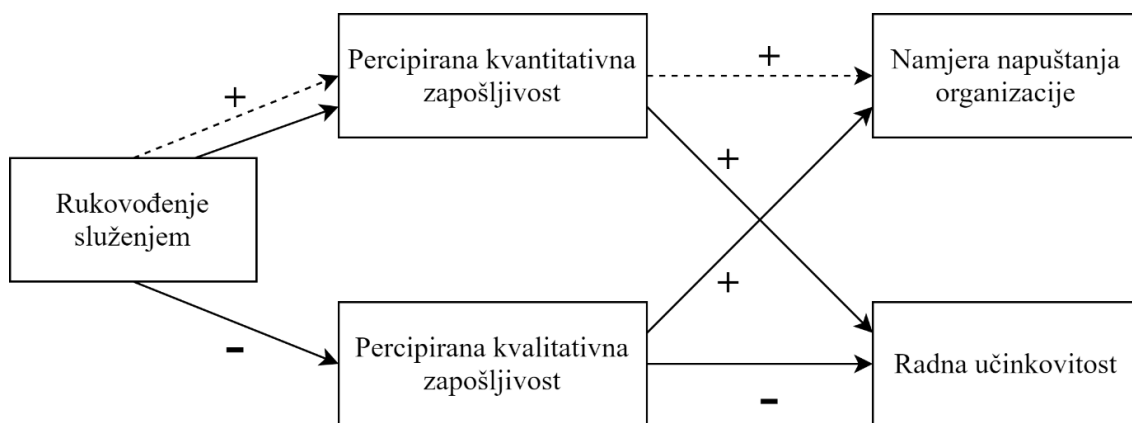 Percipirana kvantitativna
zapošljivost
+
Namjera napuštanja
organizacije
+
+
Rukovođenje
služenjem
+
-
Percipirana kvalitativna
zapošljivost
Radna učinkovitost
-